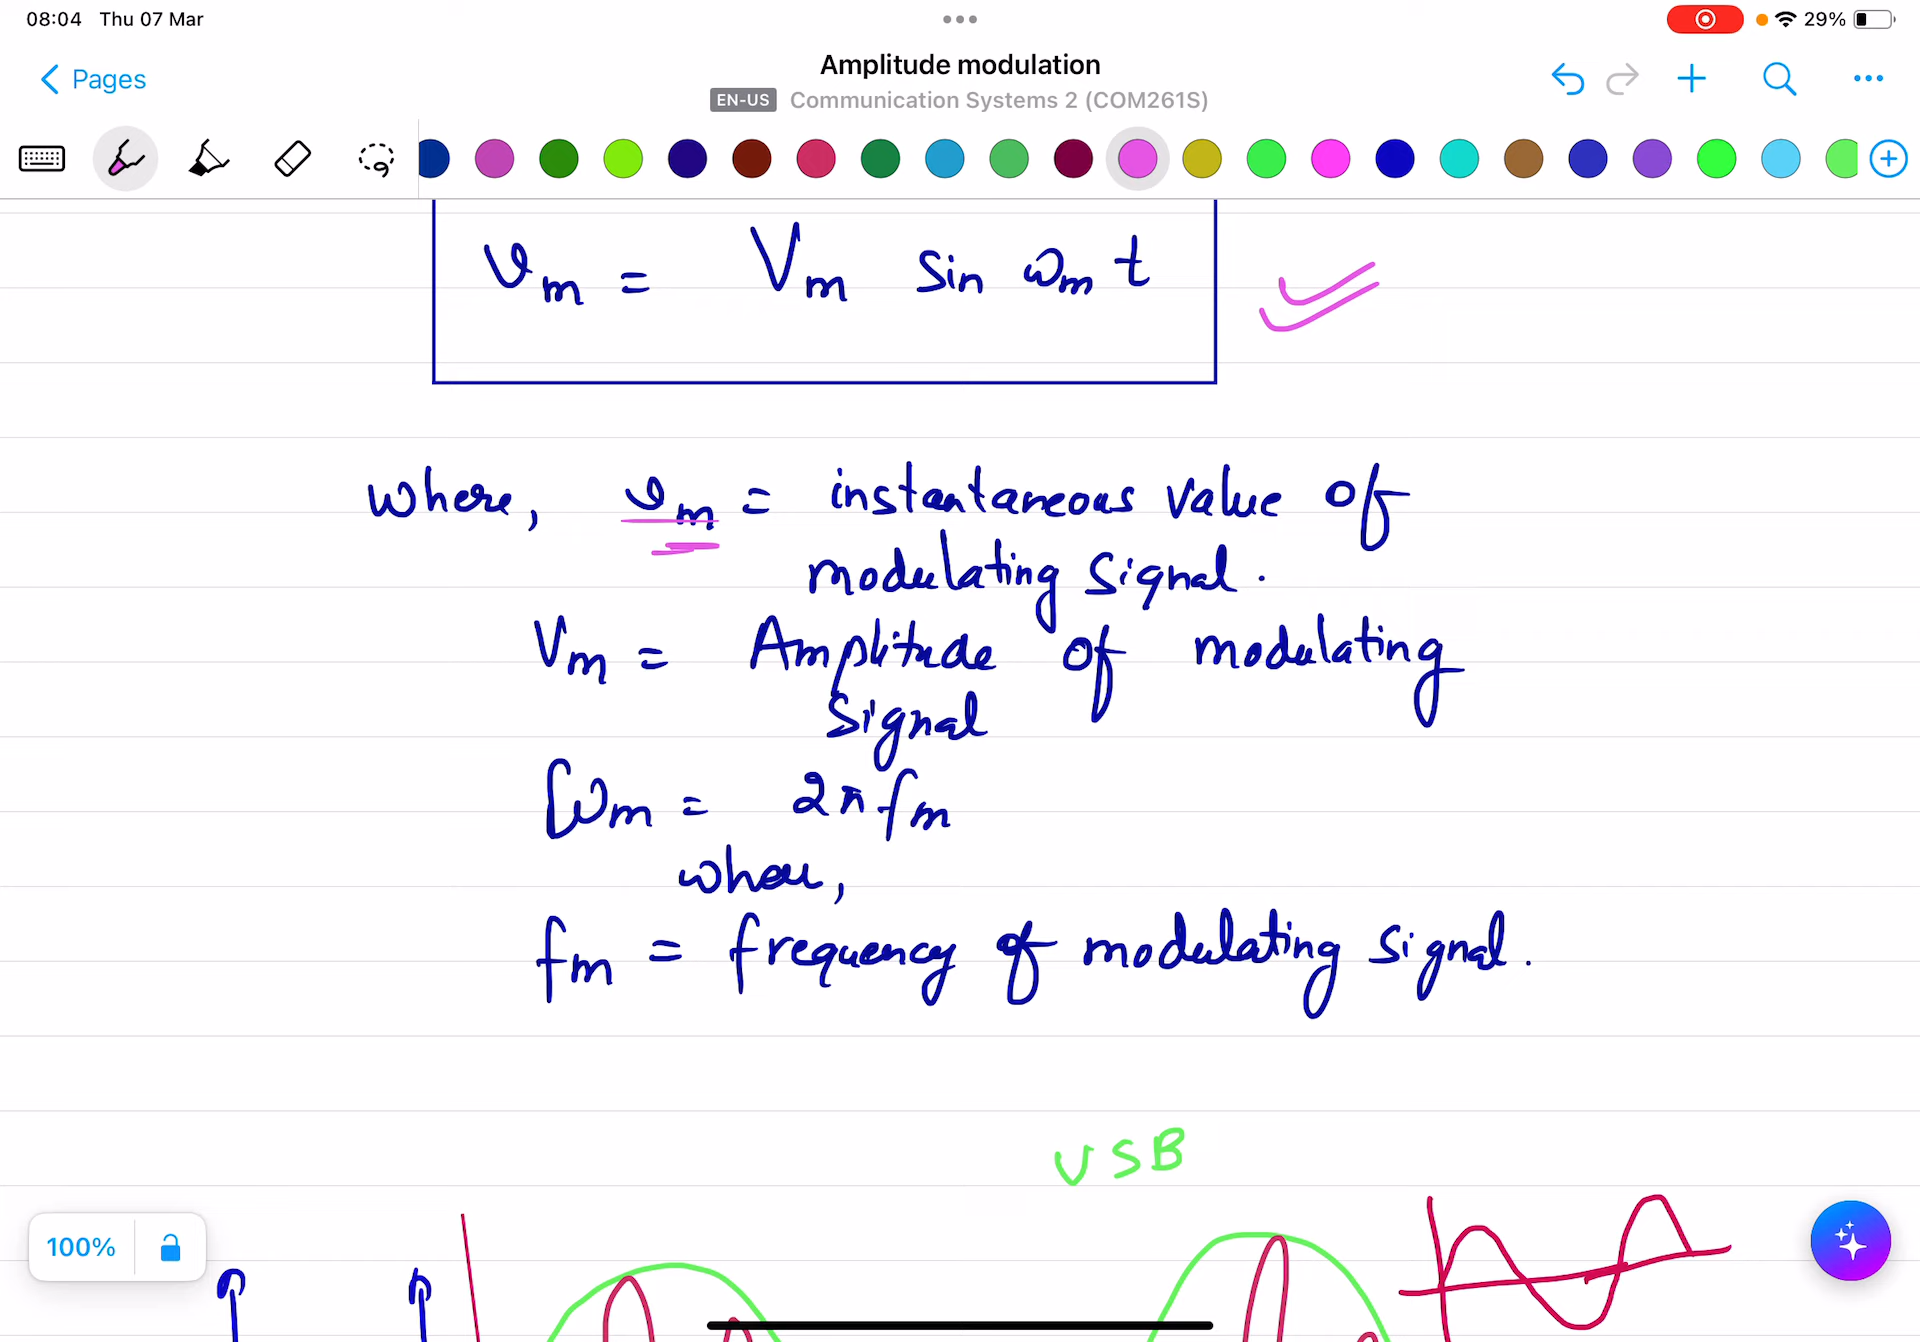 08:04 Thu 07 Mar
29%
Pages
Amplitude modulation
EN-US Communication Systems 2 (COM261S)
vm = Vm sin ωm t
where, vm = instantaneous value of
modulating signal.
Vm = Amplitude of modulating
signal
ωm = 2π fm
where,
fm = frequency of modulating signal.
USB
100%